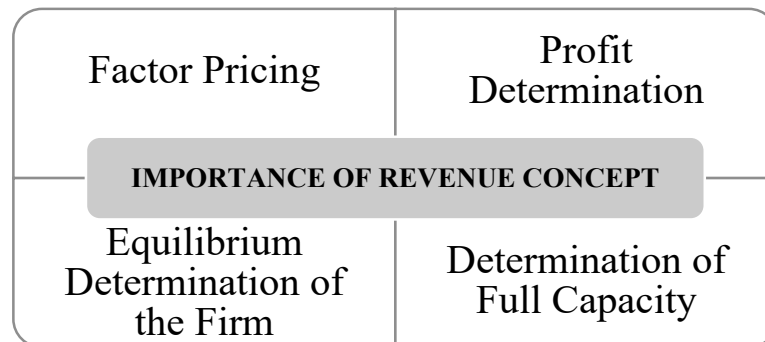 Factor Pricing
Profit
Determination
IMPORTANCE OF REVENUE CONCEPT
Equilibrium
Determination of
the Firm
Determination of
Full Capacity